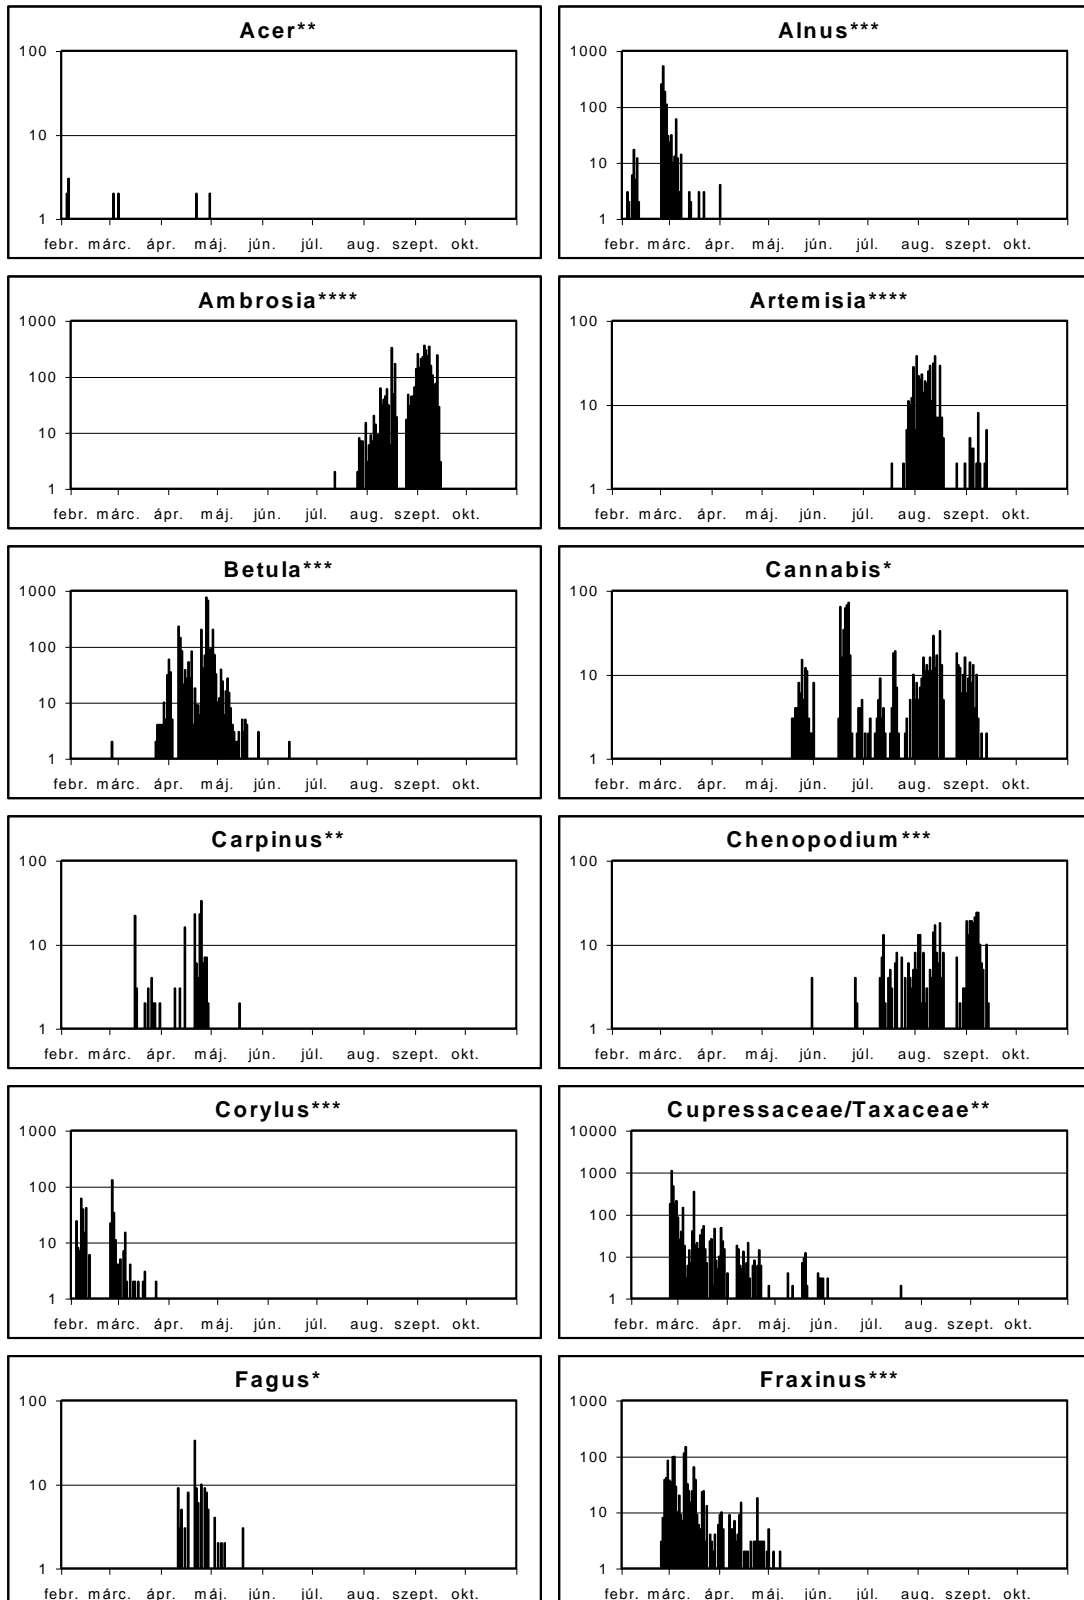 Acer**
100
10
1
febr. márc. ápr. máj. jún. júl. aug. szept. okt.
Alnus***
1000
100
10
1
febr. márc. ápr. máj. jún. júl. aug. szept. okt.
Ambrosia****
1000
100
10
1
febr. márc. ápr. máj. jún. júl. aug. szept. okt.
Artemisia****
100
10
1
febr. márc. ápr. máj. jún. júl. aug. szept. okt.
Betula***
1000
100
10
1
febr. márc. ápr. máj. jún. júl. aug. szept. okt.
Cannabis*
100
10
1
febr. márc. ápr. máj. jún. júl. aug. szept. okt.
Carpinus**
100
10
1
febr. márc. ápr. máj. jún. júl. aug. szept. okt.
Chenopodium***
100
10
1
febr. márc. ápr. máj. jún. júl. aug. szept. okt.
Corylus***
1000
100
10
1
febr. márc. ápr. máj. jún. júl. aug. szept. okt.
Cupressaceae/Taxaceae**
10000
1000
100
10
1
febr. márc. ápr. máj. jún. júl. aug. szept. okt.
Fagus*
100
10
1
febr. márc. ápr. máj. jún. júl. aug. szept. okt.
Fraxinus***
1000
100
10
1
febr. márc. ápr. máj. jún. júl. aug. szept. okt.